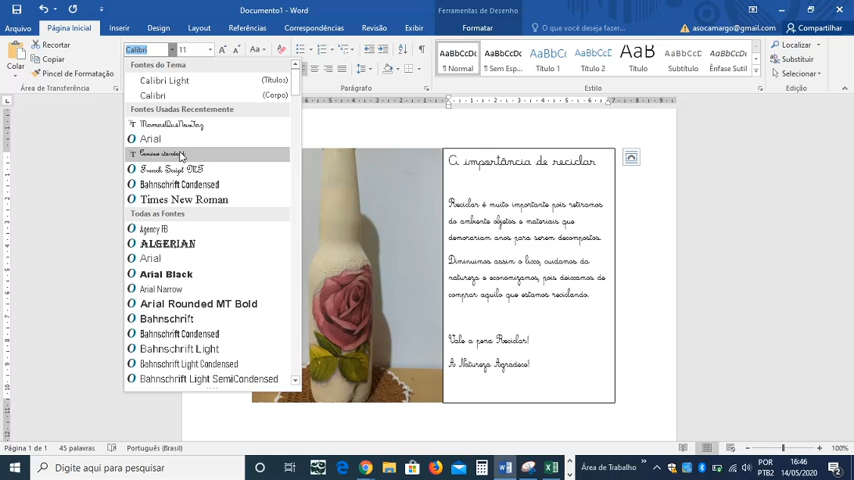 Documento1 - Word
Ferramentas de Desenho
Arquivo
Página Inicial
Inserir
Design
Layout
Referências
Correspondências
Revisão
Exibir
Formatar
O que você deseja fazer...
asocamargo@gmail.com
Compartilhar
Colar
Recortar
Copiar
Pincel de Formatação
Área de Transferência
Calibri
11
Aa
Parágrafo
AaBbCcDc
¶ Normal
AaBbCcDc
¶ Sem Esp...
AaBbCc
Título 1
AaBbCcD
Título 2
AaB
Título
Estilo
Localizar
Substituir
Selecionar
Edição
Fontes do Tema
Calibri Light (Títulos)
Calibri (Corpo)
Fontes Usadas Recentemente
MamaeQueNosFaz
Arial
French Script MT
Bahnschrift Condensed
Times New Roman
Todas as Fontes
Agency FB
ALGERIAN
Arial
Arial Black
Arial Narrow
Arial Rounded MT Bold
Bahnschrift
Bahnschrift Condensed
Bahnschrift Light
Bahnschrift Light Condensed
Bahnschrift Light SemiCondensed
A importância de reciclar
Reciclar é muito importante pois retiramos
do ambiente objetos e materiais que
demorariam anos para serem decompostos.
Diminuimos assim o lixo, cuidamos da
natureza e economizamos, pois deixamos de
comprar aquilo que estamos reciclando.
Vale a pena Reciclar!
A Natureza Agradece!
Página 1 de 1
45 palavras
Português (Brasil)
100%
Digite aqui para pesquisar
Área de Trabalho
POR
PTB2
16:46
14/05/2020
2